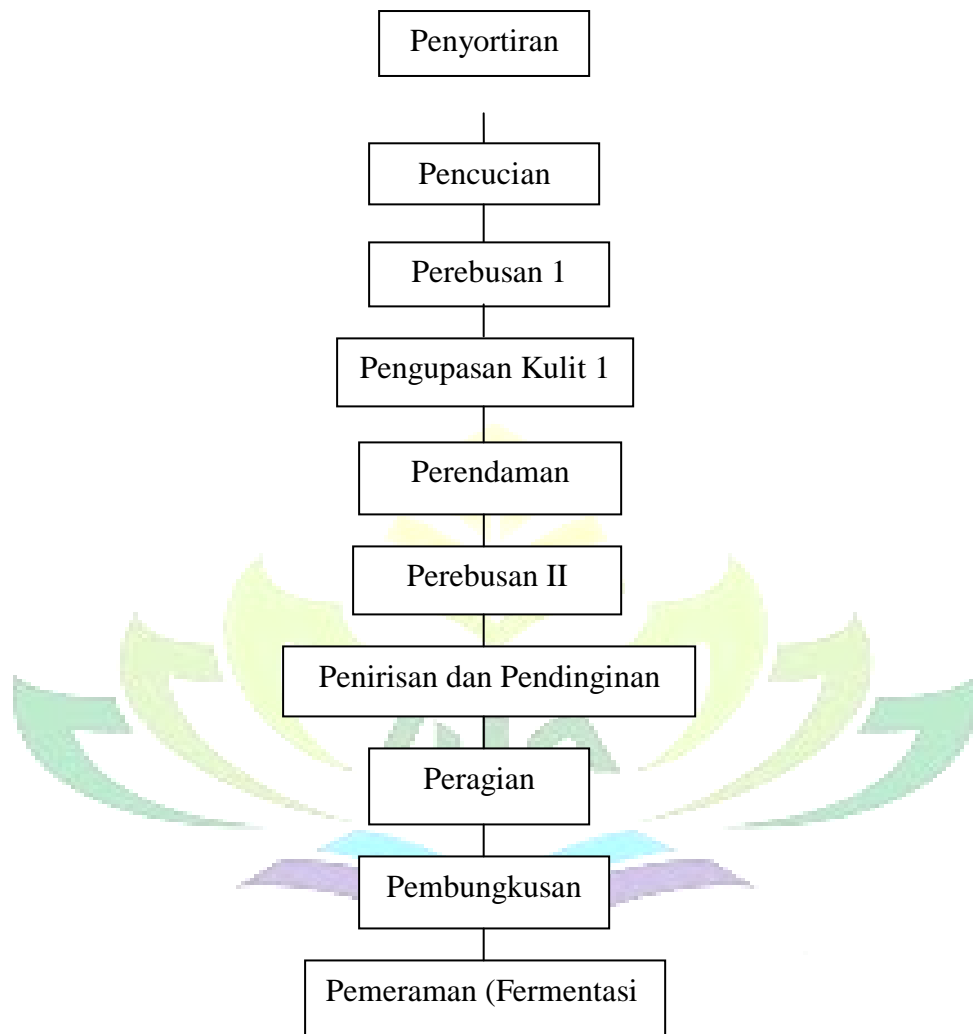 Penyortiran
Pencucian
Perebusan 1
Pengupasan Kulit 1
Perendaman
Perebusan II
Penirisan dan Pendinginan
Peragian
Pembungkusan
Pemeraman (Fermentasi